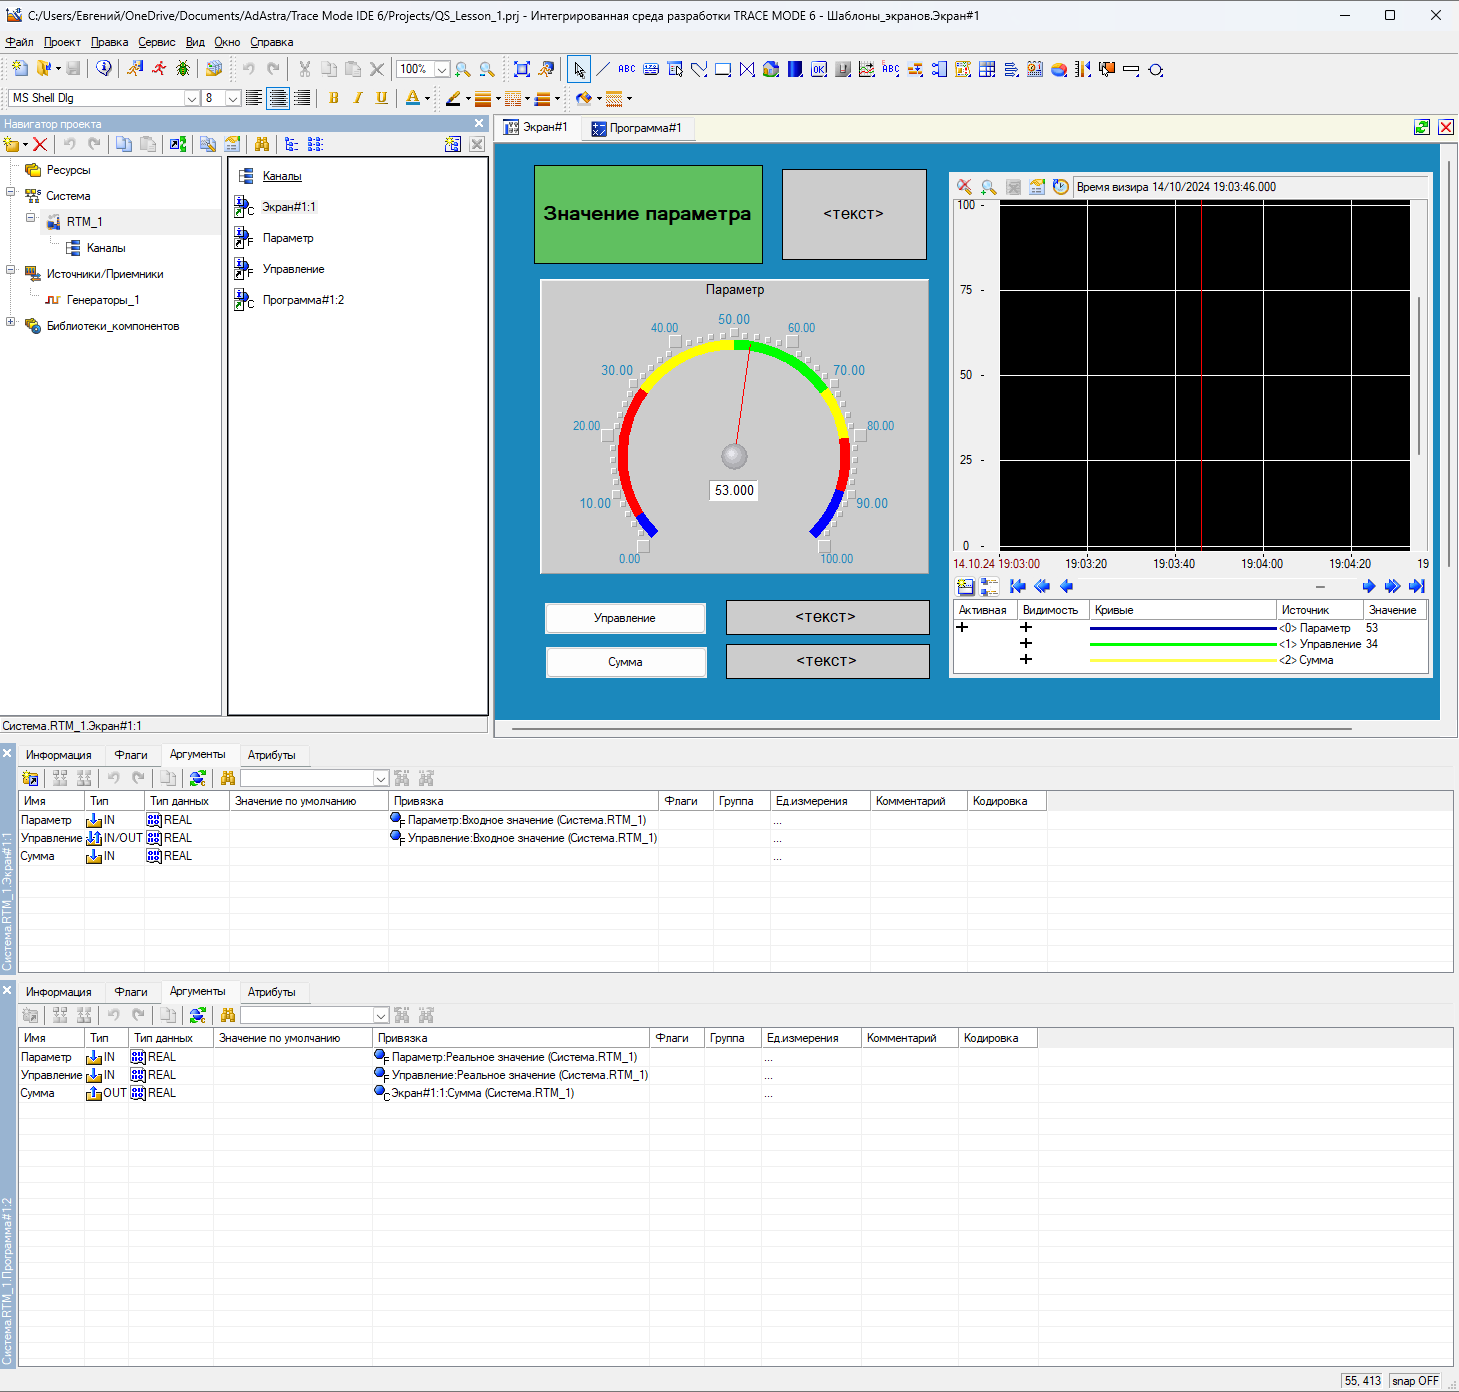 C:/Users/Евгений/OneDrive/Documents/AdAstra/Trace Mode IDE 6/Projects/QS_Lesson_1.prj - Интегрированная среда разработки TRACE MODE 6 - Шаблоны_экранов.Экран#1
Файл Проект Правка Сервис Вид Окно Справка
100%
ABC
OK
ABC
MS Shell Dlg 8 B I U A
Навигатор проекта
Ресурсы
Система
RTM_1
Каналы
Источники/Приемники
Генераторы_1
Библиотеки_компонентов
Каналы
Экран#1:1
Параметр
Управление
Программа#1:2
Система.RTM_1.Экран#1:1
Экран#1 Программа#1
Значение параметра
<текст>
Параметр
0.00
10.00
20.00
30.00
40.00
50.00
60.00
70.00
80.00
90.00
100.00
53.000
Управление <текст>
Сумма <текст>
Время визира 14/10/2024 19:03:46.000
100
75
50
25
0
14.10.24 19:03:00 19:03:20 19:03:40 19:04:00 19:04:20 19
Активная Видимость Кривые Источник Значение
<0> Параметр 53
<1> Управление 34
<2> Сумма
Система.RTM_1.Экран#1:1
Информация Флаги Аргументы Атрибуты
Имя Тип Тип данных Значение по умолчанию Привязка Флаги Группа Ед.измерения Комментарий Кодировка
Параметр IN REAL Параметр:Входное значение (Система.RTM_1) ...
Управление IN/OUT REAL Управление:Входное значение (Система.RTM_1) ...
Сумма IN REAL ...
Система.RTM_1.Программа#1:2
Информация Флаги Аргументы Атрибуты
Имя Тип Тип данных Значение по умолчанию Привязка Флаги Группа Ед.измерения Комментарий Кодировка
Параметр IN REAL Параметр:Реальное значение (Система.RTM_1) ...
Управление IN REAL Управление:Реальное значение (Система.RTM_1) ...
Сумма OUT REAL Экран#1:1:Сумма (Система.RTM_1) ...
55, 413 snap OFF